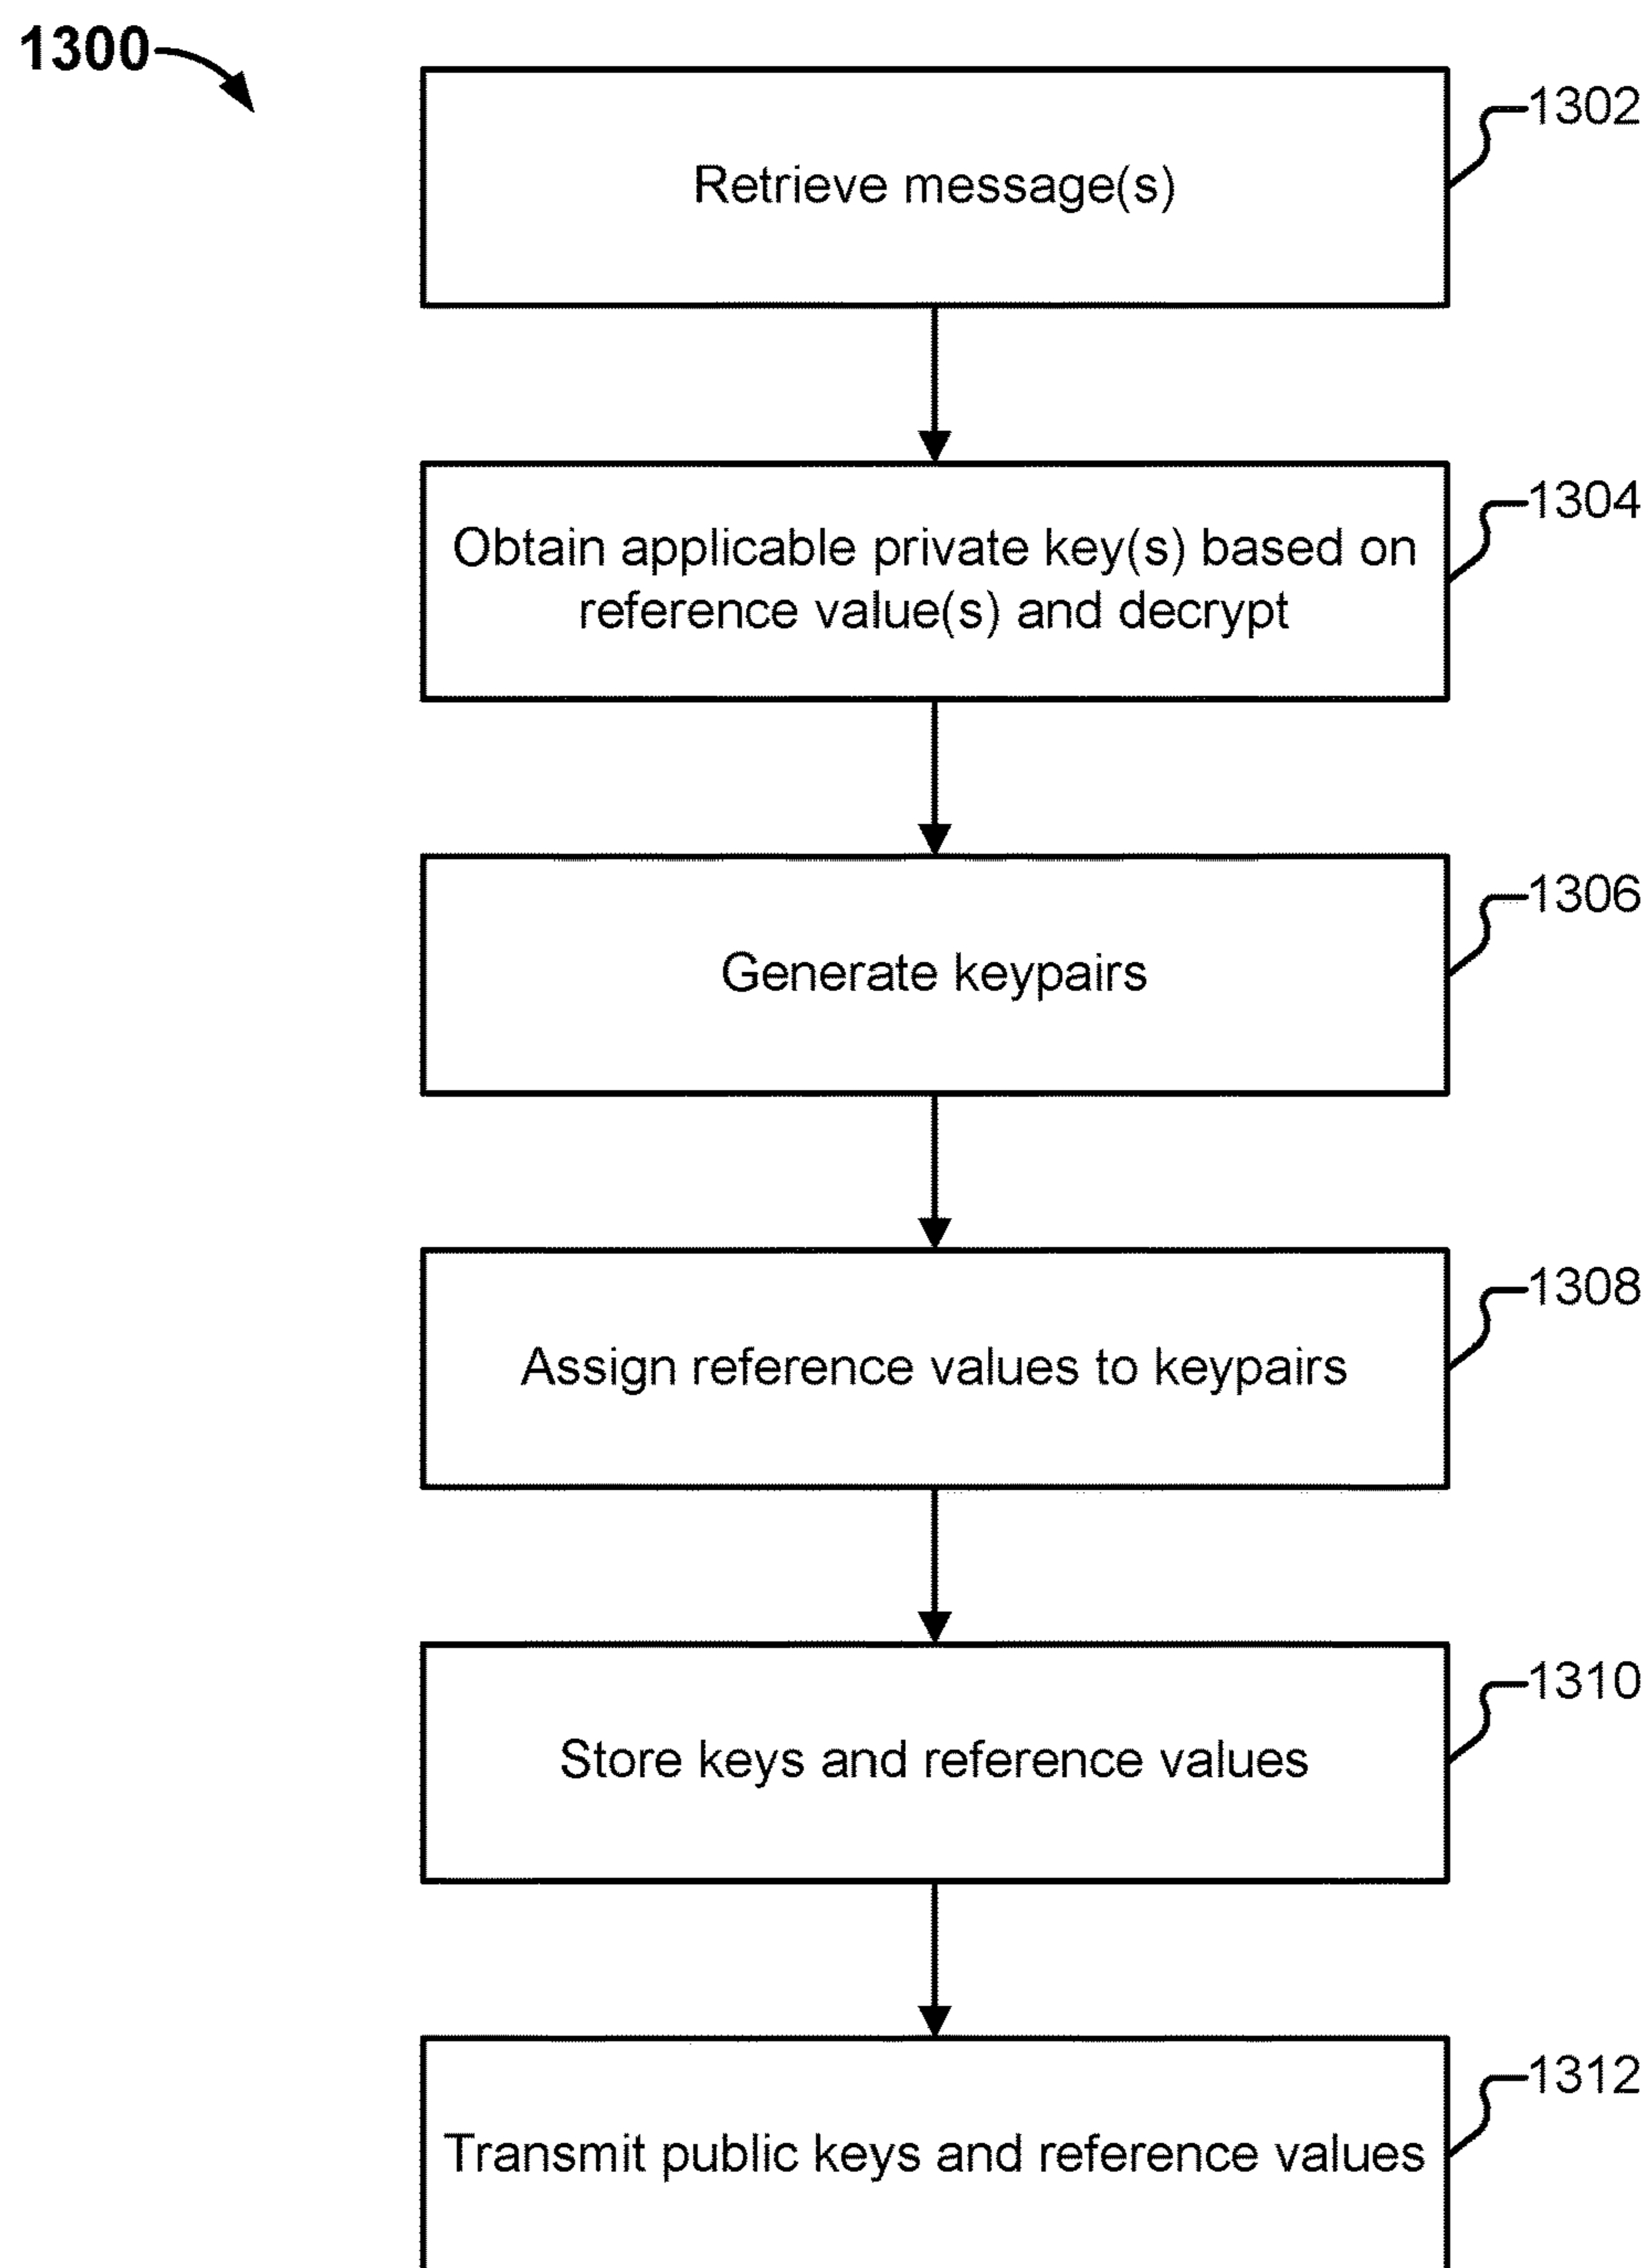 1300
1302
Retrieve message(s)
1304
Obtain applicable private key(s) based on
reference value(s) and decrypt
1306
Generate keypairs
1308
Assign reference values to keypairs
1310
Store keys and reference values
1312
Transmit public keys and reference values